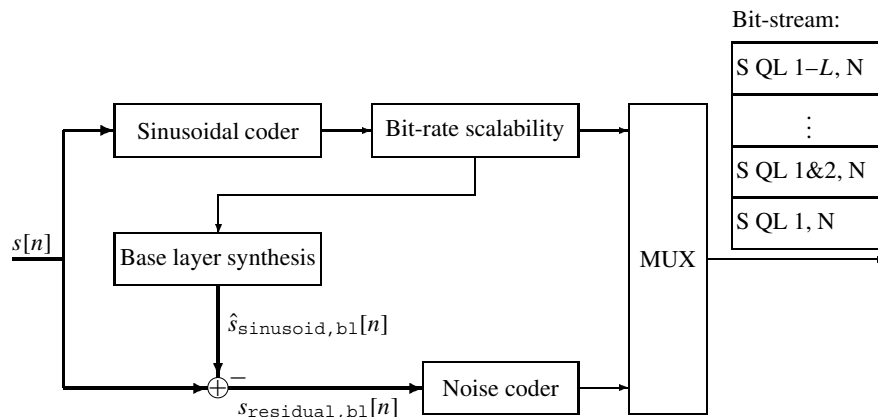 Bit-stream:
S QL 1–L, N
⋮
S QL 1&2, N
S QL 1, N
Sinusoidal coder
Bit-rate scalability
s[n]
Base layer synthesis
MUX
ŝsinusoid,bl[n]
−
+
sresidual,bl[n]
Noise coder